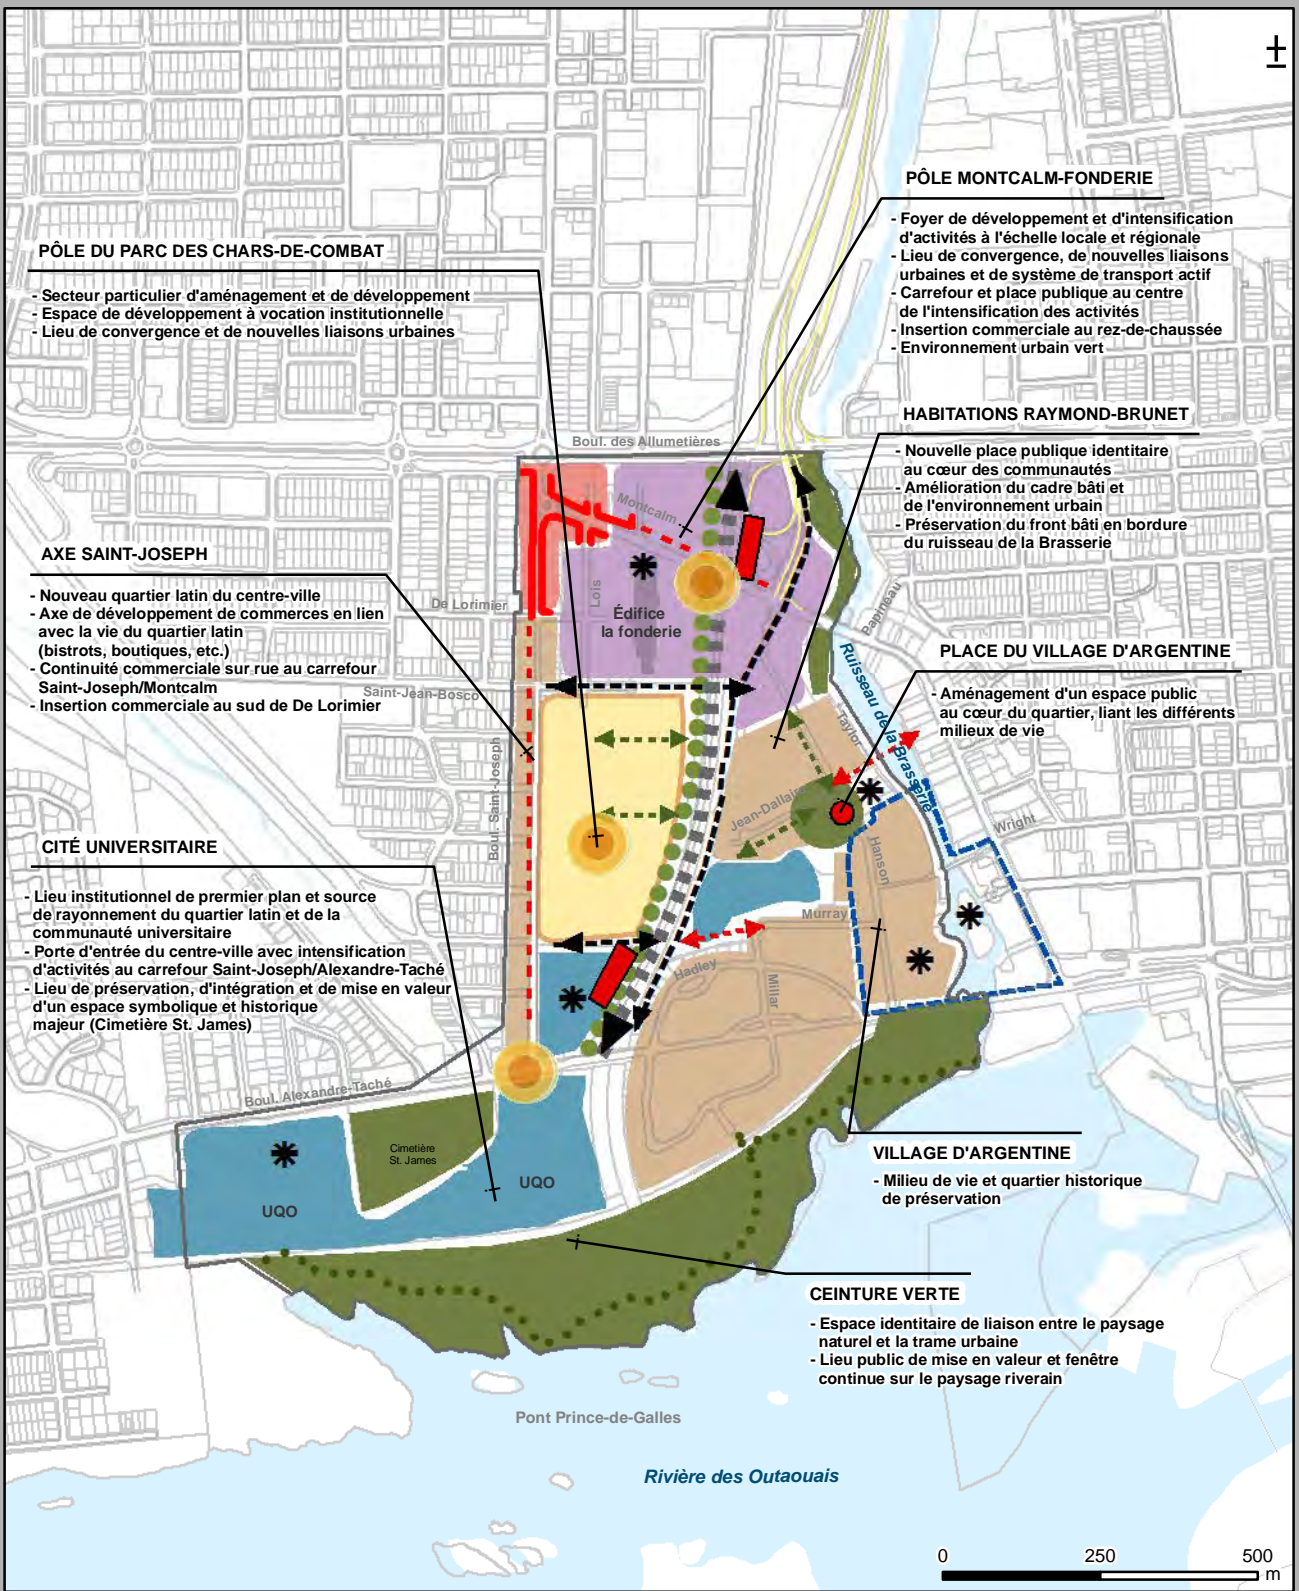 PÔLE MONTCALM-FONDERIE
- Foyer de développement et d'intensification
d'activités à l'échelle locale et régionale
- Lieu de convergence, de nouvelles liaisons
urbaines et de système de transport actif
- Carrefour et place publique au centre
de l'intensification des activités
- Insertion commerciale au rez-de-chaussée
- Environnement urbain vert
PÔLE DU PARC DES CHARS-DE-COMBAT
- Secteur particulier d'aménagement et de développement
- Espace de développement à vocation institutionnelle
- Lieu de convergence et de nouvelles liaisons urbaines
HABITATIONS RAYMOND-BRUNET
- Nouvelle place publique identitaire
au cœur des communautés
- Amélioration du cadre bâti et
de l'environnement urbain
- Préservation du front bâti en bordure
du ruisseau de la Brasserie
Boul. des Allumetières
Montcalm
AXE SAINT-JOSEPH
- Nouveau quartier latin du centre-ville
- Axe de développement de commerces en lien
avec la vie du quartier latin
(bistrots, boutiques, etc.)
- Continuité commerciale sur rue au carrefour
Saint-Joseph/Montcalm
- Insertion commerciale au sud de De Lorimier
De Lorimier
Lois
Édifice
la fonderie
Papineau
Ruisseau de la Brasserie
PLACE DU VILLAGE D'ARGENTINE
- Aménagement d'un espace public
au cœur du quartier, liant les différents
milieux de vie
Saint-Jean-Bosco
Taylor
Boul. Saint-Joseph
Jean-Dallaire
Hanson
Wright
CITÉ UNIVERSITAIRE
- Lieu institutionnel de prermier plan et source
de rayonnement du quartier latin et de la
communauté universitaire
- Porte d'entrée du centre-ville avec intensification
d'activités au carrefour Saint-Joseph/Alexandre-Taché
- Lieu de préservation, d'intégration et de mise en valeur
d'un espace symbolique et historique
majeur (Cimetière St. James)
Murray
Hadley
Millar
Boul. Alexandre-Taché
Cimetière
St. James
UQO
UQO
VILLAGE D'ARGENTINE
- Milieu de vie et quartier historique
de préservation
CEINTURE VERTE
- Espace identitaire de liaison entre le paysage
naturel et la trame urbaine
- Lieu public de mise en valeur et fenêtre
continue sur le paysage riverain
Pont Prince-de-Galles
Rivière des Outaouais
0 250 500
m